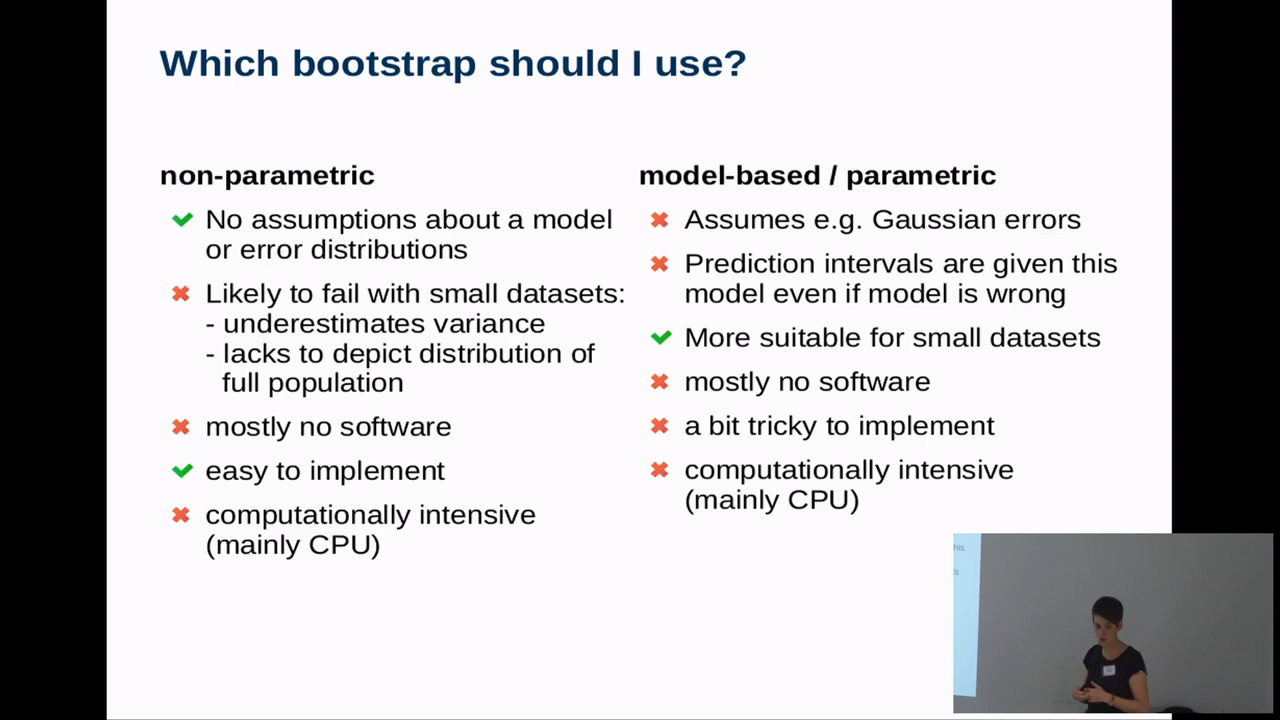 Which bootstrap should I use?
non-parametric
No assumptions about a model
or error distributions
Likely to fail with small datasets:
- underestimates variance
- lacks to depict distribution of
full population
mostly no software
easy to implement
computationally intensive
(mainly CPU)
model-based / parametric
Assumes e.g. Gaussian errors
Prediction intervals are given this
model even if model is wrong
More suitable for small datasets
mostly no software
a bit tricky to implement
computationally intensive
(mainly CPU)
his